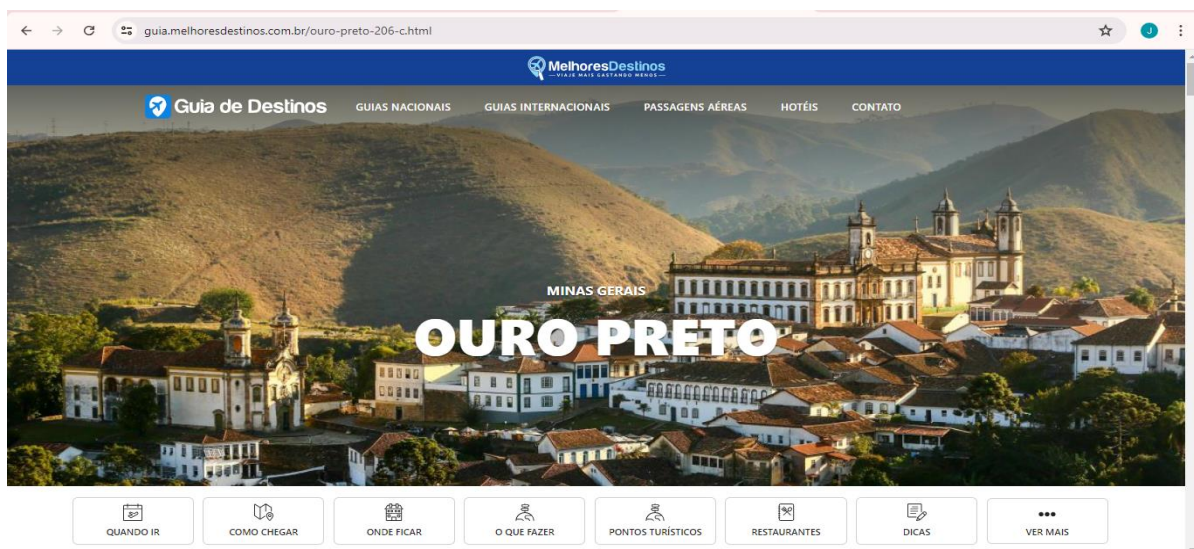 guia.melhoresdestinos.com.br/ouro-preto-206-c.html
J
MelhoresDestinos
VIAJE MAIS GASTANDO MENOS
Guia de Destinos GUIAS NACIONAIS GUIAS INTERNACIONAIS PASSAGENS AÉREAS HOTÉIS CONTATO
MINAS GERAIS
OURO PRETO
QUANDO IR COMO CHEGAR ONDE FICAR O QUE FAZER PONTOS TURÍSTICOS RESTAURANTES DICAS VER MAIS